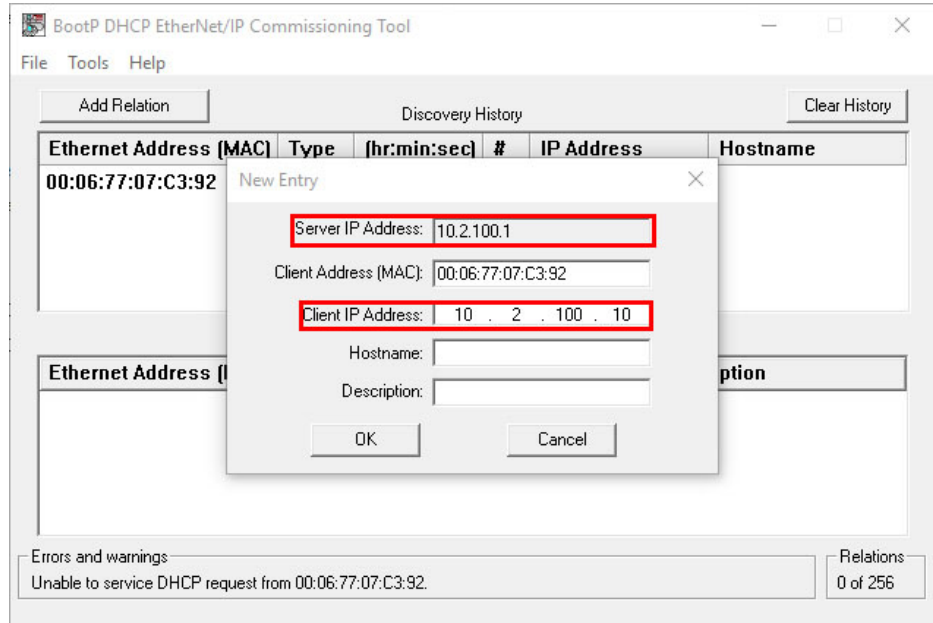 BootP DHCP EtherNet/IP Commissioning Tool
File Tools Help
Add Relation
Discovery History
Clear History
Ethernet Address (MAC) Type (hr:min:sec) # IP Address Hostname
00:06:77:07:C3:92
New Entry
Server IP Address: 10.2.100.1
Client Address (MAC): 00:06:77:07:C3:92
Client IP Address: 10 . 2 . 100 . 10
Hostname:
Description:
OK Cancel
Ethernet Address ( ption
Errors and warnings
Unable to service DHCP request from 00:06:77:07:C3:92.
Relations
0 of 256